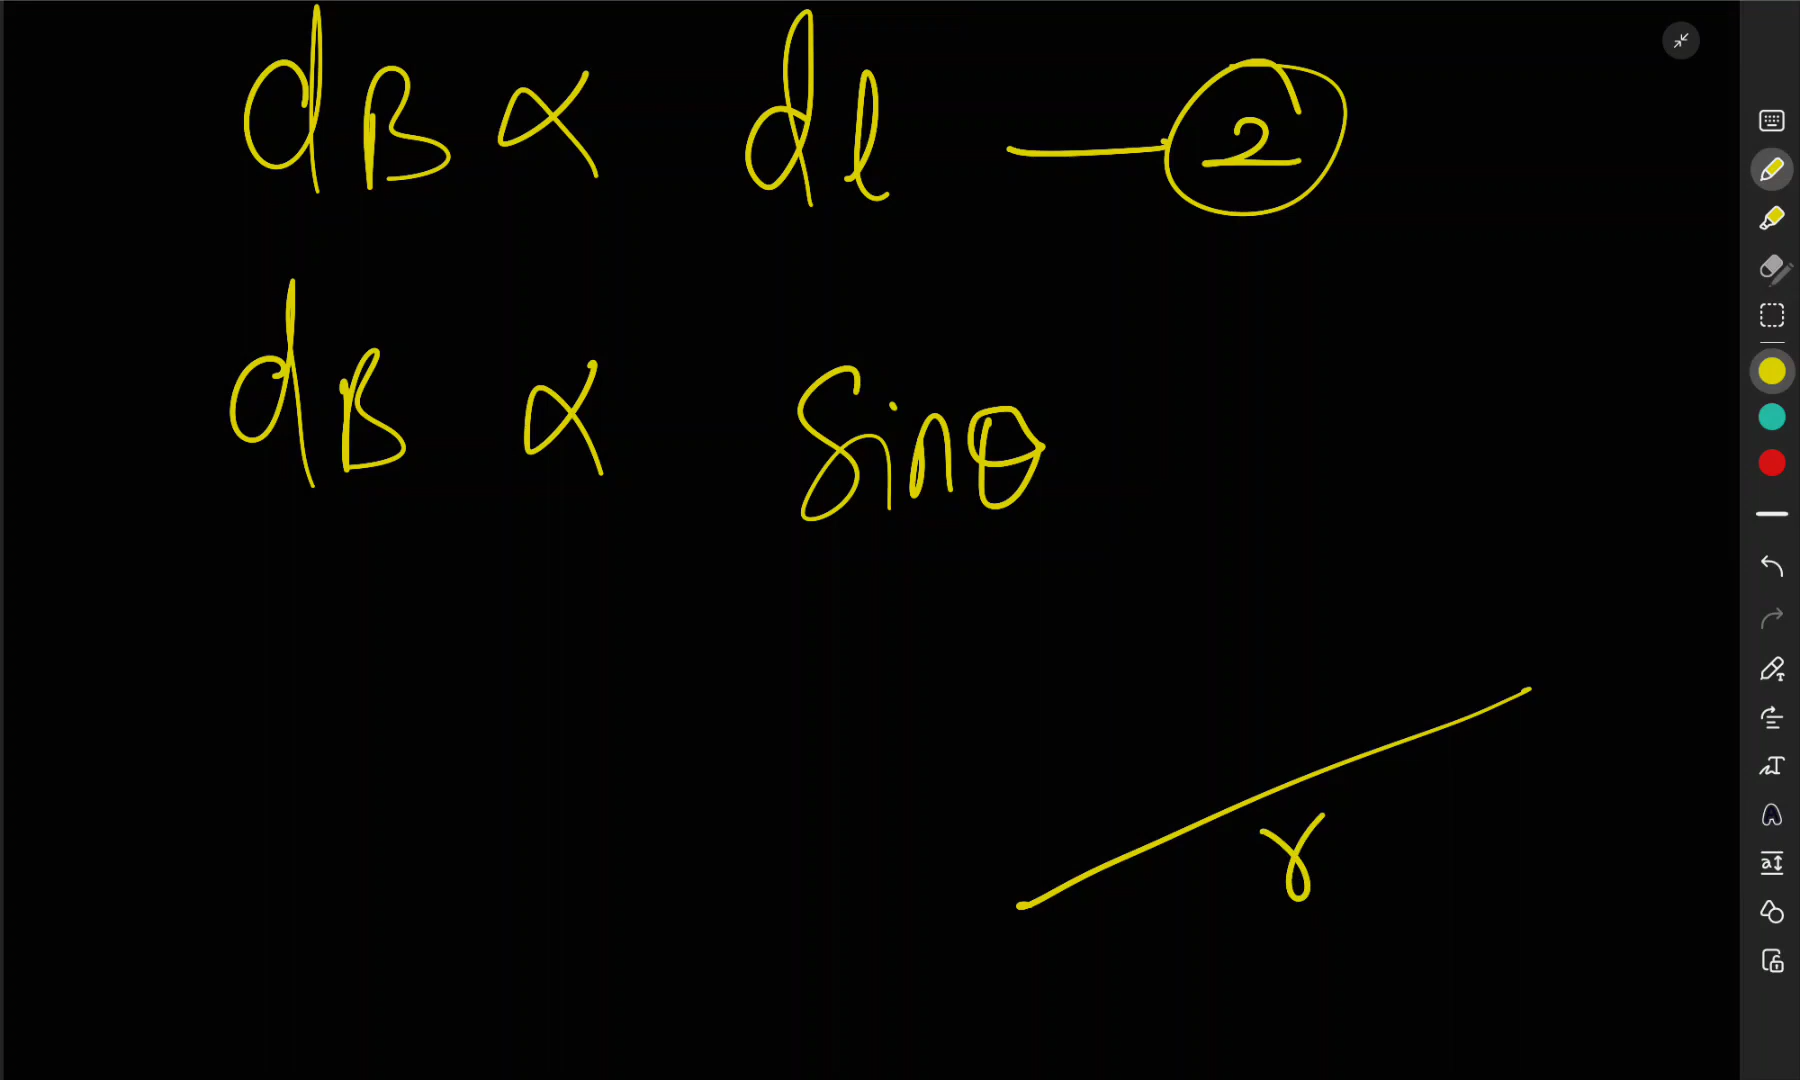 dB ∝ dl — ②
dB ∝ sinθ
r